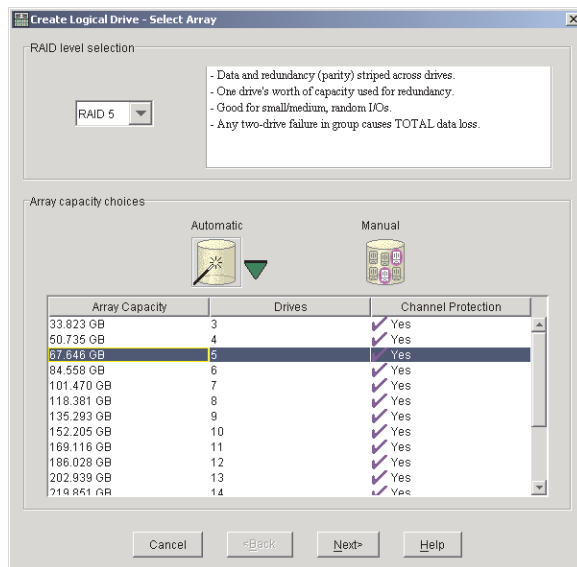 Create Logical Drive - Select Array
RAID level selection
RAID 5
- Data and redundancy (parity) striped across drives.
- One drive's worth of capacity used for redundancy.
- Good for small/medium, random I/Os.
- Any two-drive failure in group causes TOTAL data loss.
Array capacity choices
Automatic Manual
Array Capacity Drives Channel Protection
33.823 GB 3 Yes
50.735 GB 4 Yes
67.646 GB 5 Yes
84.558 GB 6 Yes
101.470 GB 7 Yes
118.381 GB 8 Yes
135.293 GB 9 Yes
152.205 GB 10 Yes
169.116 GB 11 Yes
186.028 GB 12 Yes
202.939 GB 13 Yes
219.851 GB 14 Yes
Cancel <Back Next> Help